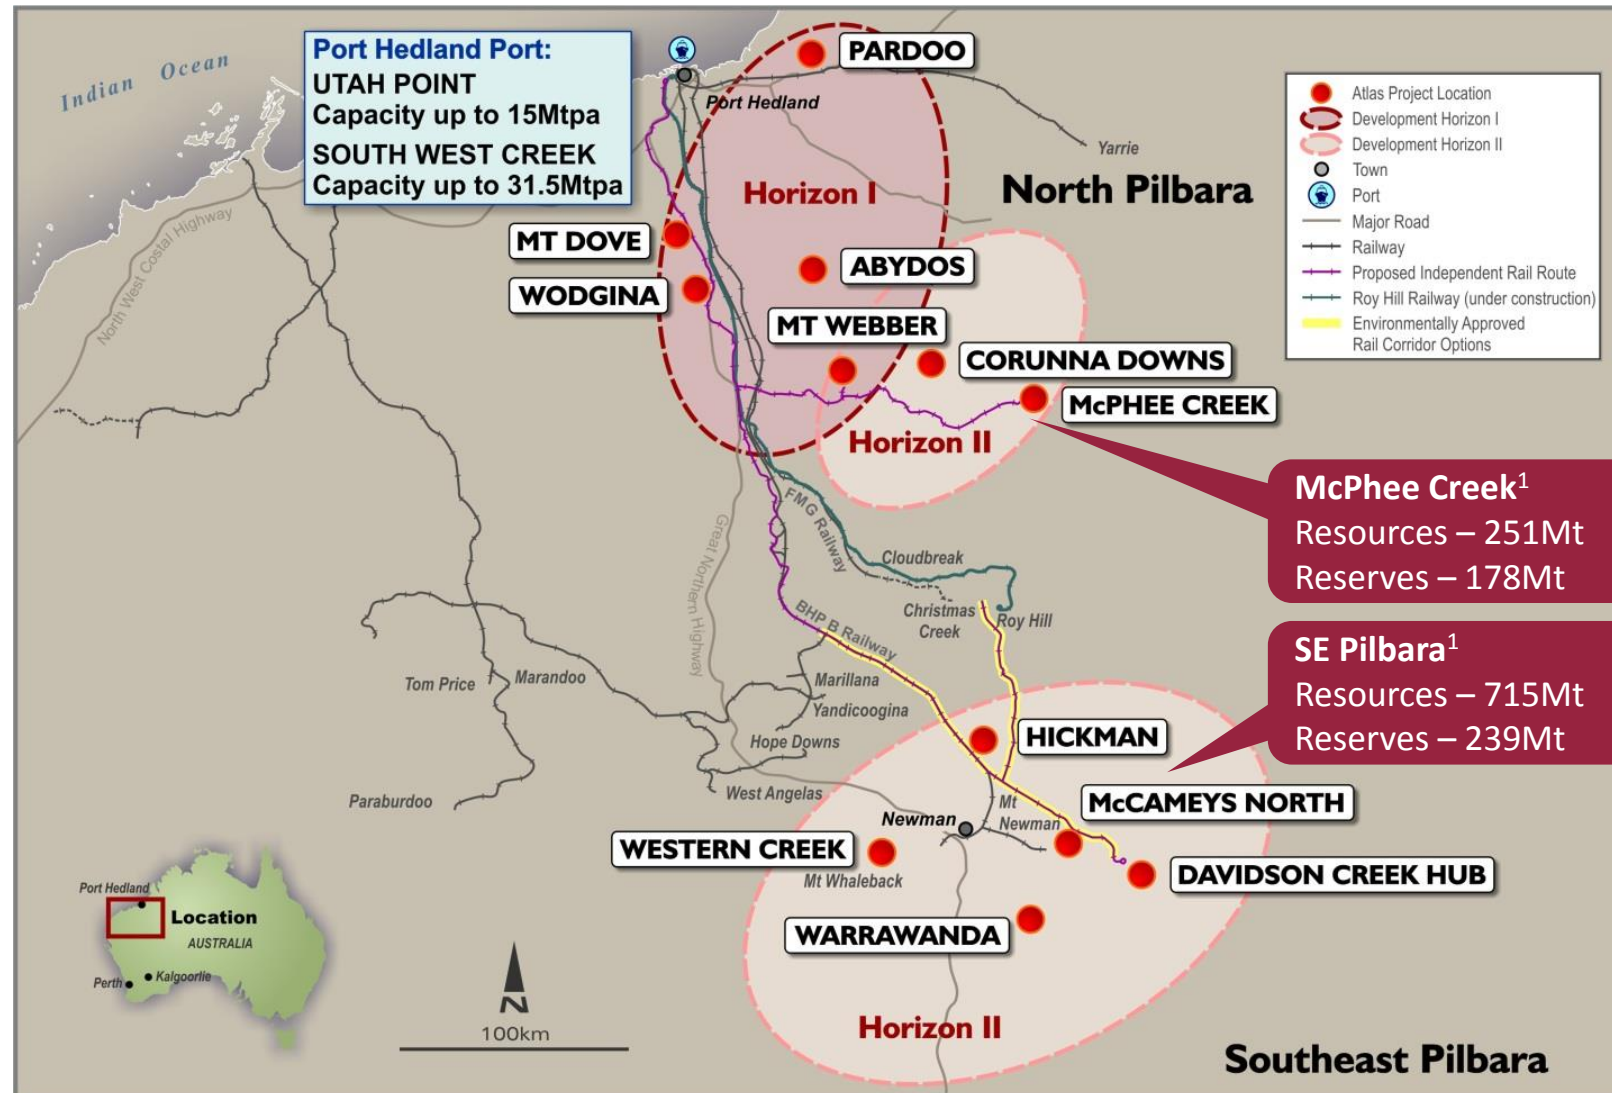 Indian Ocean
Port Hedland Port:
UTAH POINT
Capacity up to 15Mtpa
SOUTH WEST CREEK
Capacity up to 31.5Mtpa
PARDOO
Port Hedland
Yarrie
Atlas Project Location
Development Horizon I
Development Horizon II
Town
Port
Major Road
Railway
Proposed Independent Rail Route
Roy Hill Railway (under construction)
Environmentally Approved
Rail Corridor Options
North Pilbara
Horizon I
North West Costal Highway
MT DOVE
ABYDOS
WODGINA
MT WEBBER
CORUNNA DOWNS
McPHEE CREEK
Horizon II
McPhee Creek1
Resources – 251Mt
Reserves – 178Mt
FMG Railway
Great Northern Highway
Cloudbreak
Christmas
Creek
Roy Hill
BHP B Railway
SE Pilbara1
Resources – 715Mt
Reserves – 239Mt
Tom Price
Marandoo
Marillana
Yandicoogina
Hope Downs
West Angelas
Paraburdoo
HICKMAN
McCAMEYS NORTH
Mt
Newman
Newman
WESTERN CREEK
Mt Whaleback
DAVIDSON CREEK HUB
WARRAWANDA
Horizon II
Southeast Pilbara
Port Hedland
Location
AUSTRALIA
Perth
Kalgoorlie
N
100km